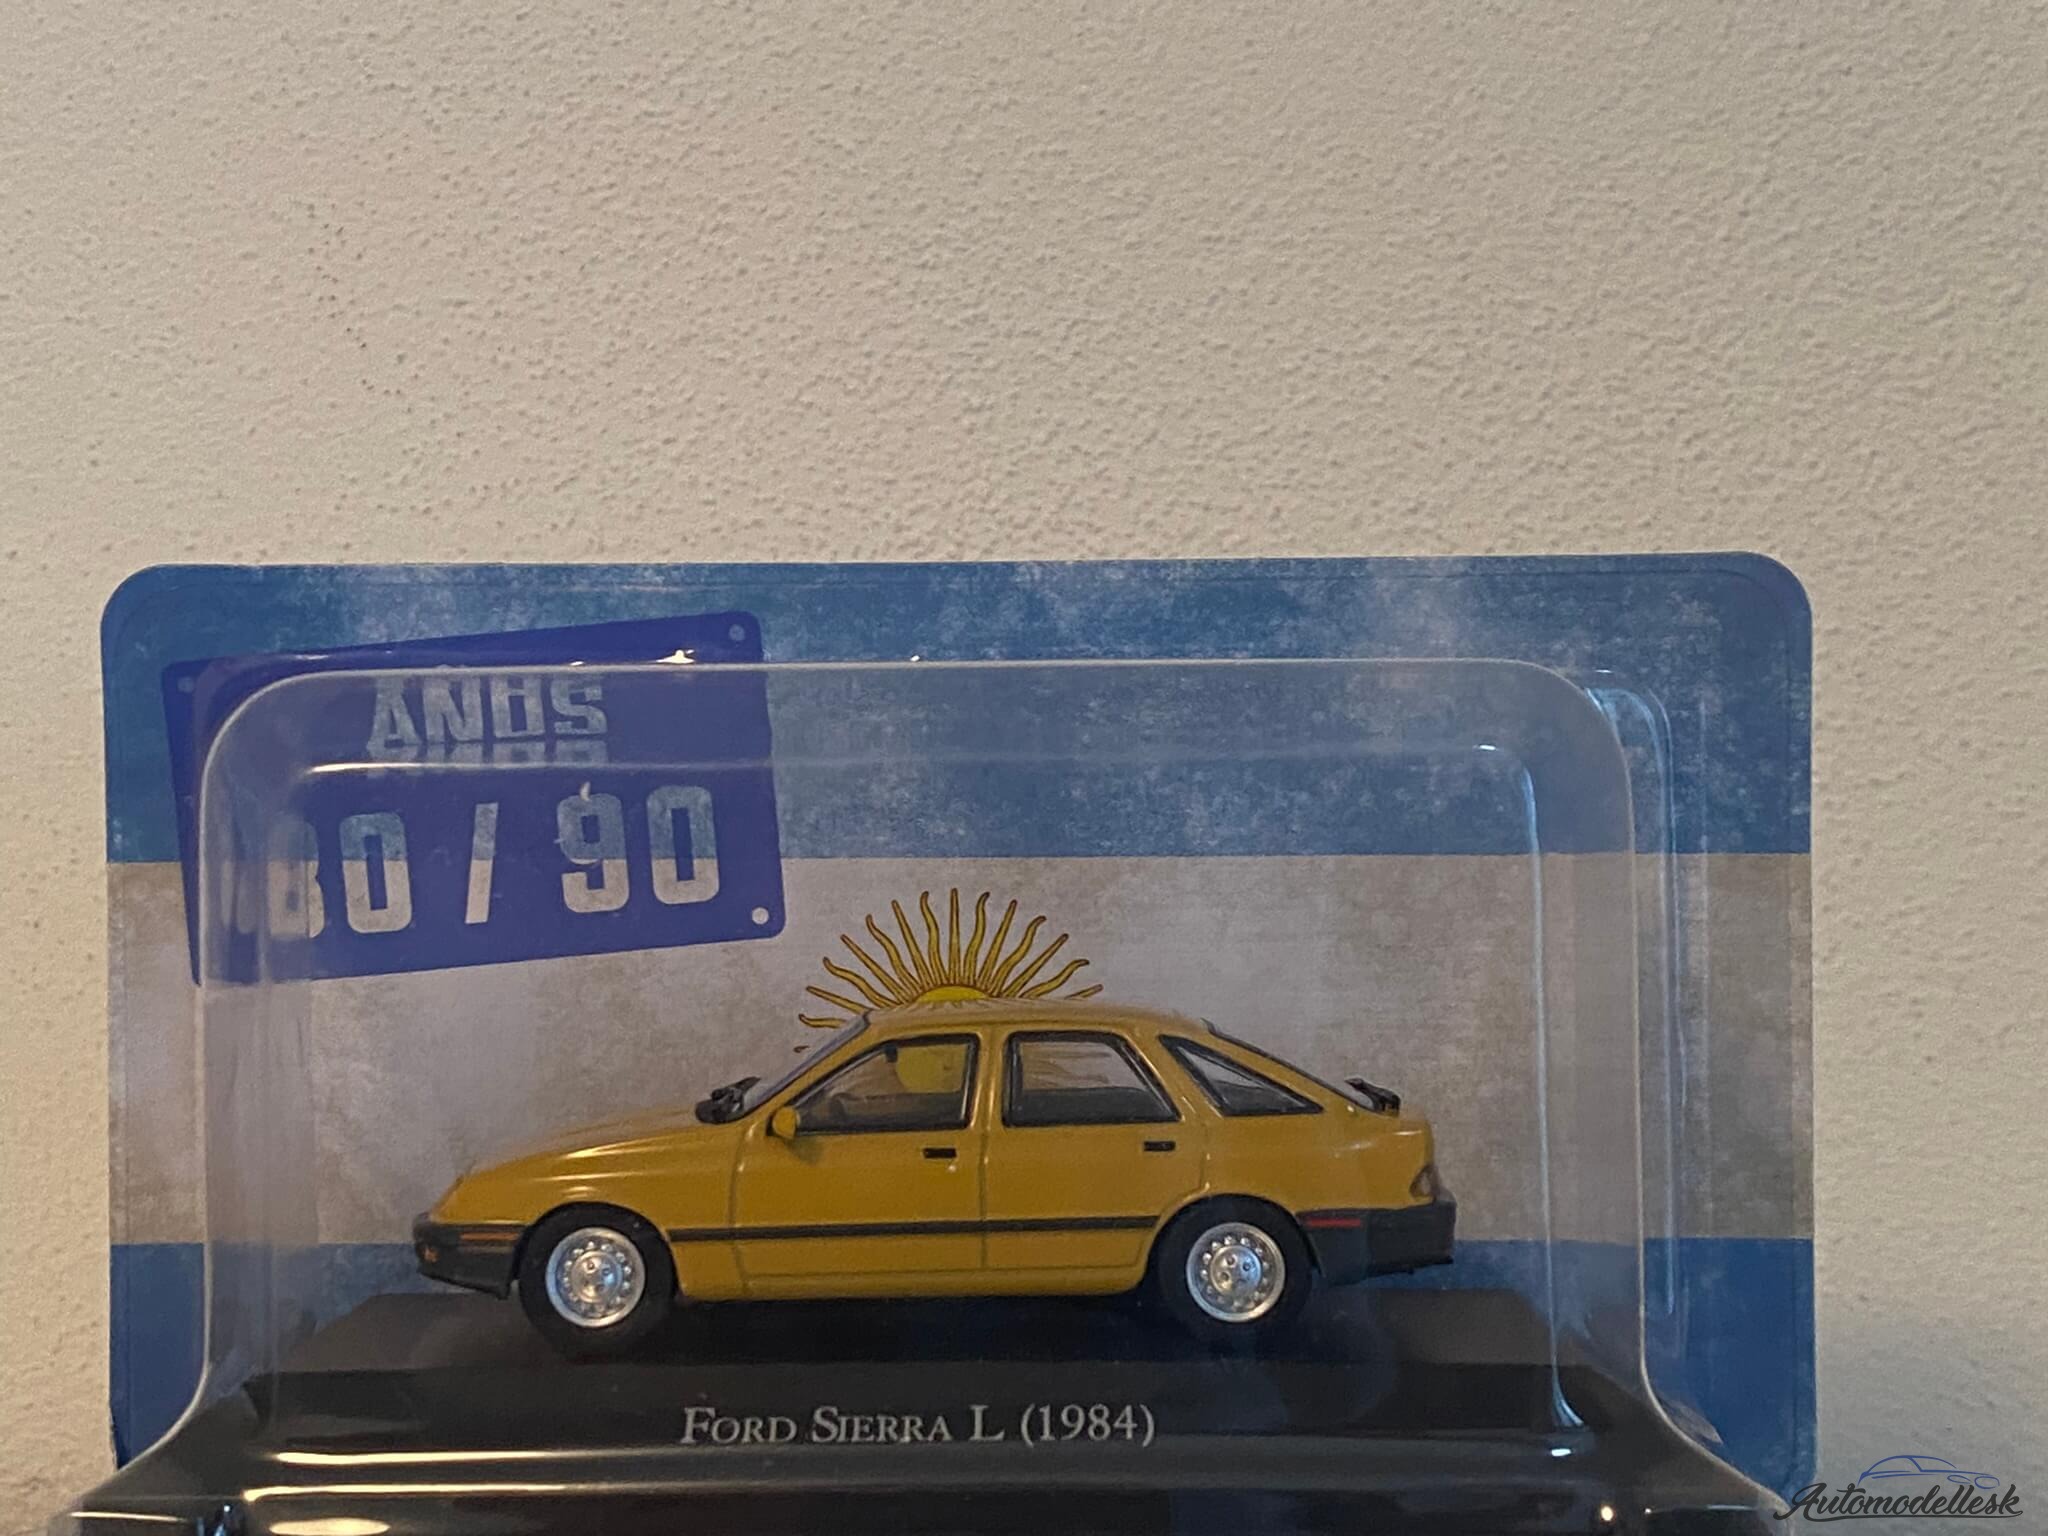 AÑOS
80 / 90
FORD SIERRA L (1984)
Automodellesk